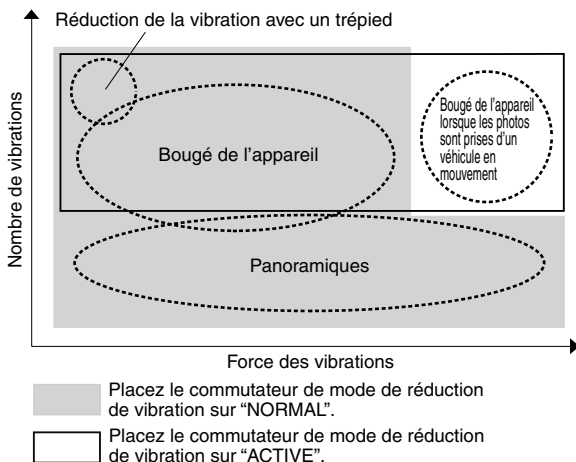 Réduction de la vibration avec un trépied
Nombre de vibrations
Bougé de l'appareil
Bougé de l'appareil
lorsque les photos
sont prises d'un
véhicule en
mouvement
Panoramiques
Force des vibrations
Placez le commutateur de mode de réduction
de vibration sur “NORMAL”.
Placez le commutateur de mode de réduction
de vibration sur “ACTIVE”.